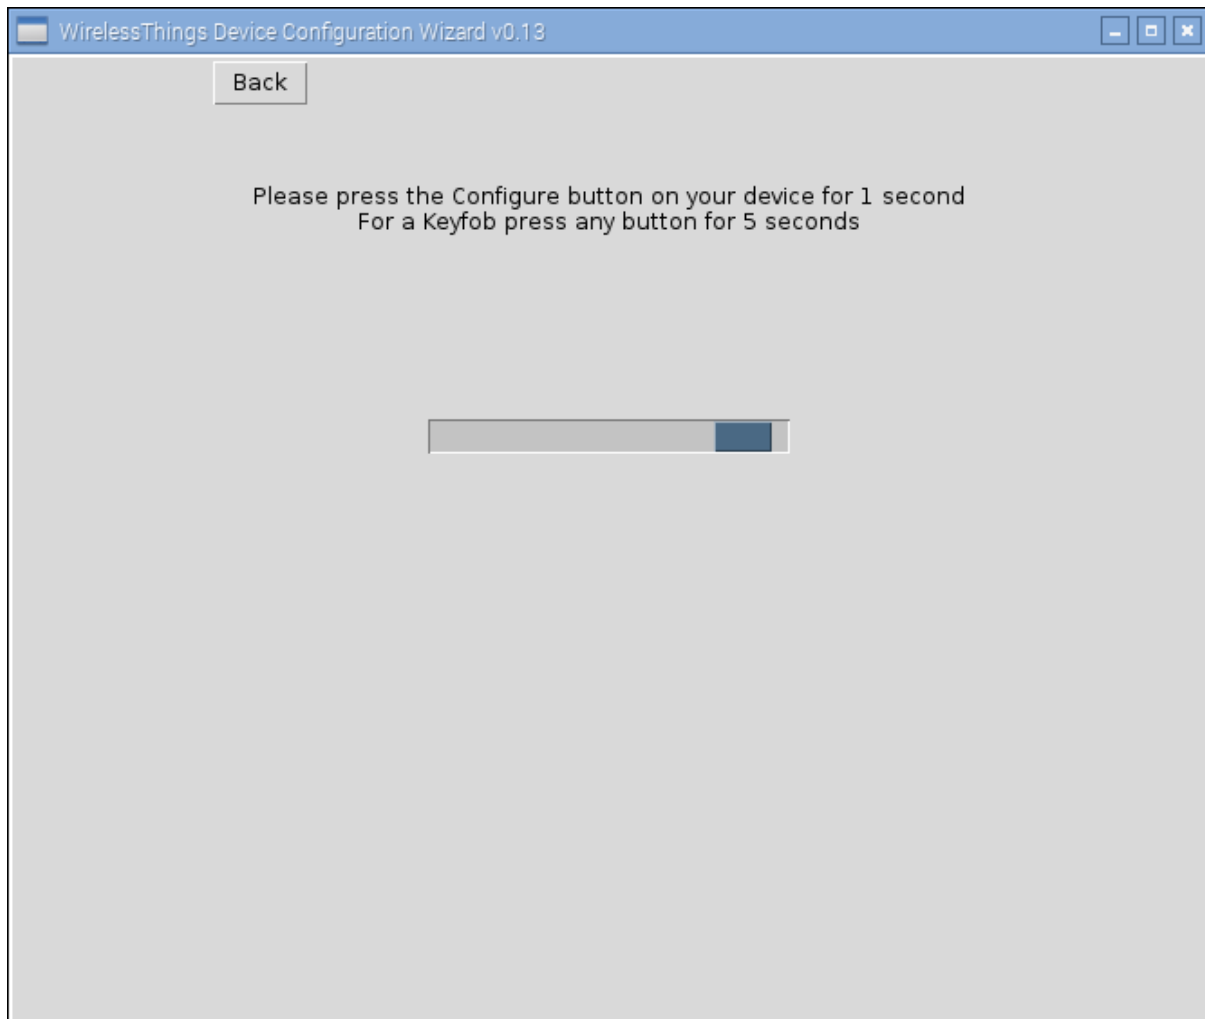 WirelessThings Device Configuration Wizard v0.13
Back
Please press the Configure button on your device for 1 second
For a Keyfob press any button for 5 seconds